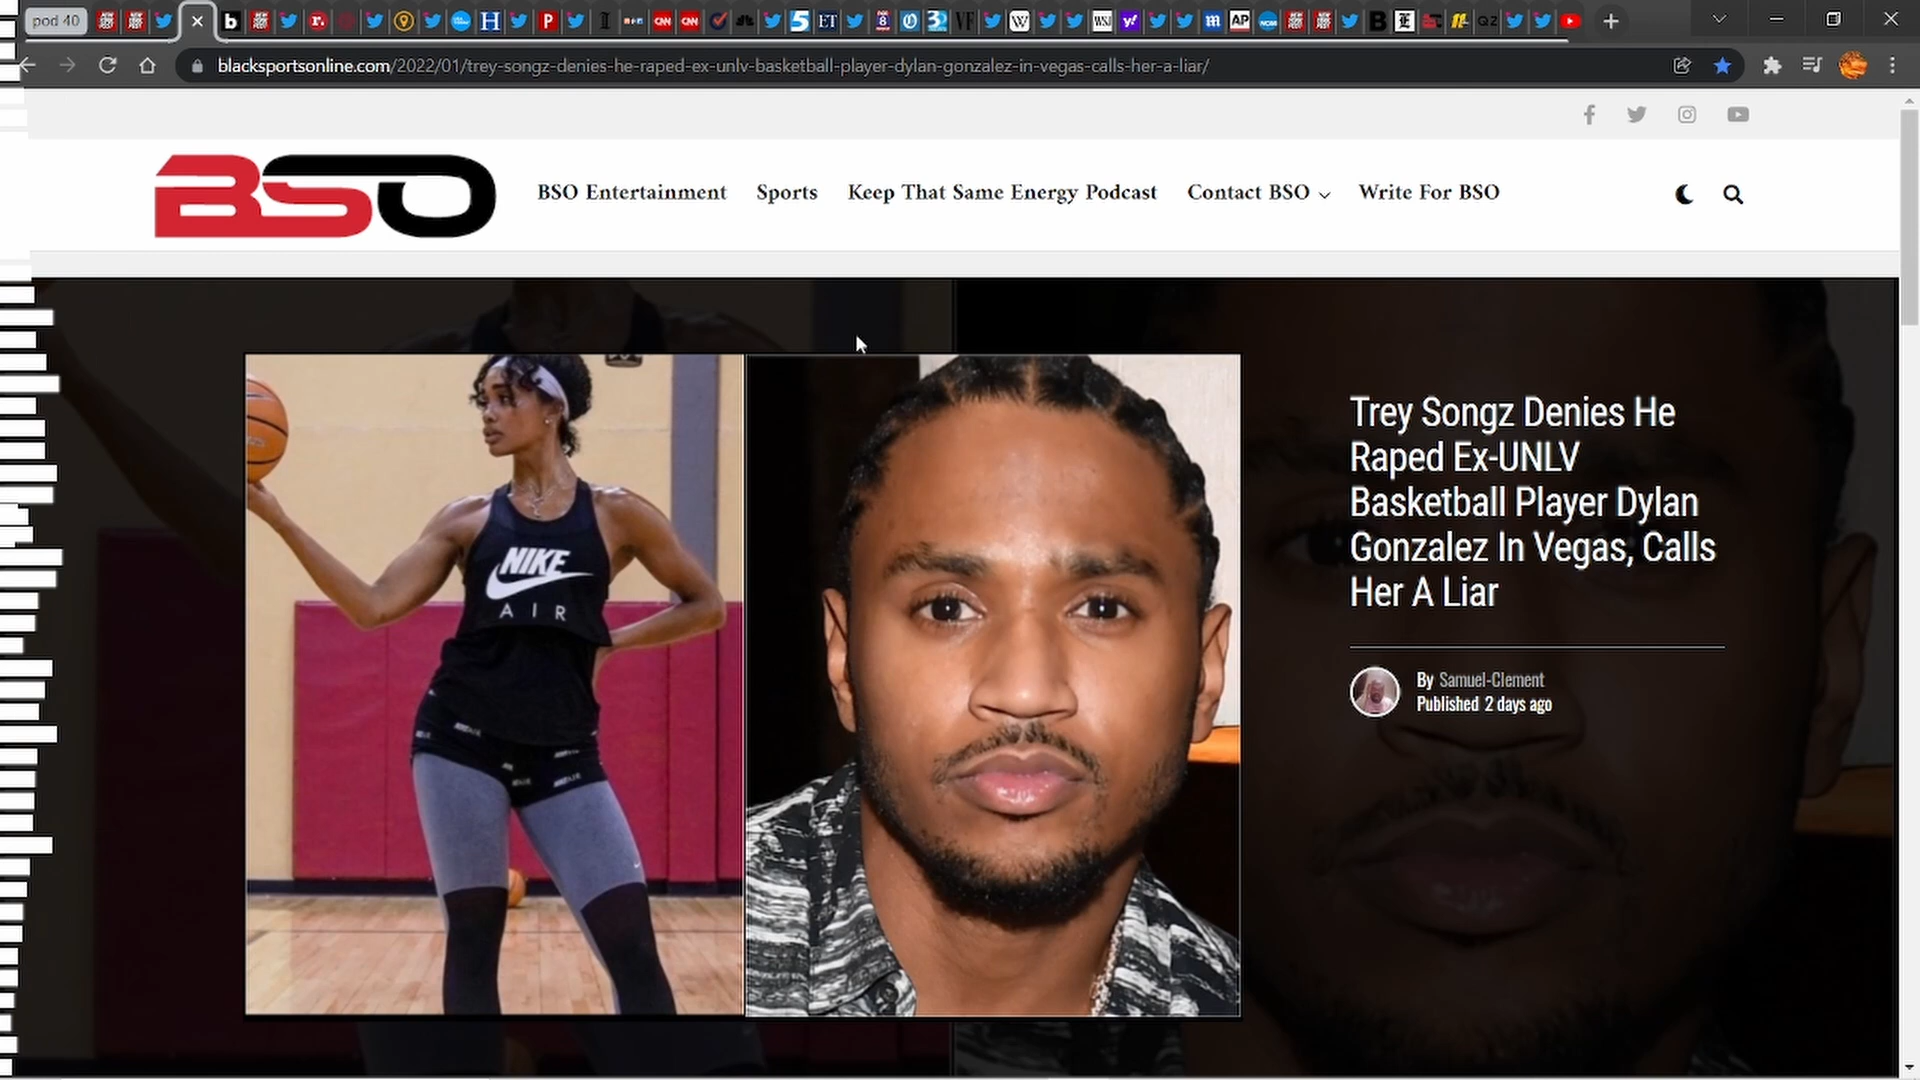 pod 40
blacksportsonline.com/2022/01/trey-songz-denies-he-raped-ex-unlv-basketball-player-dylan-gonzalez-in-vegas-calls-her-a-liar/
BSO
BSO Entertainment
Sports
Keep That Same Energy Podcast
Contact BSO
Write For BSO
NIKE
AIR
Trey Songz Denies He
Raped Ex-UNLV
Basketball Player Dylan
Gonzalez In Vegas, Calls
Her A Liar
By Samuel-Clement
Published 2 days ago